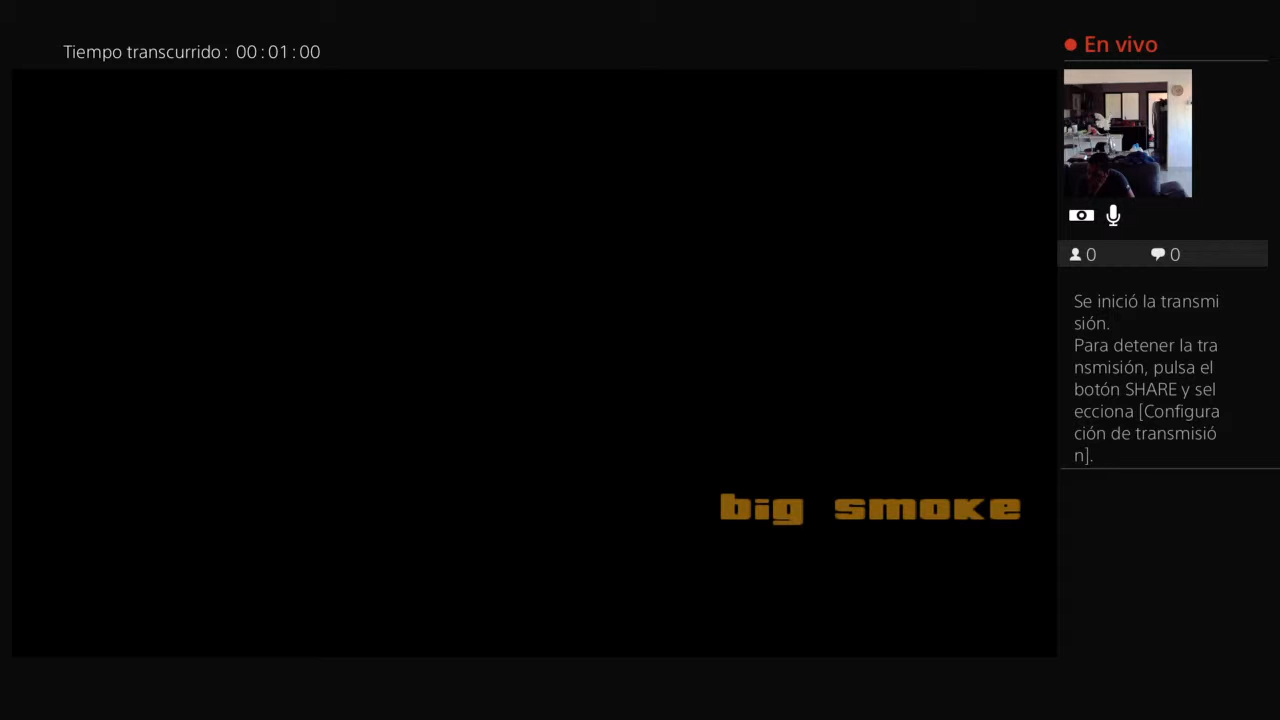 Tiempo transcurrido: 00:01:00
En vivo
0
0
Se inició la transmi
sión.
Para detener la tra
nsmisión, pulsa el
botón SHARE y sel
ecciona [Configura
ción de transmisió
n].
big smoke